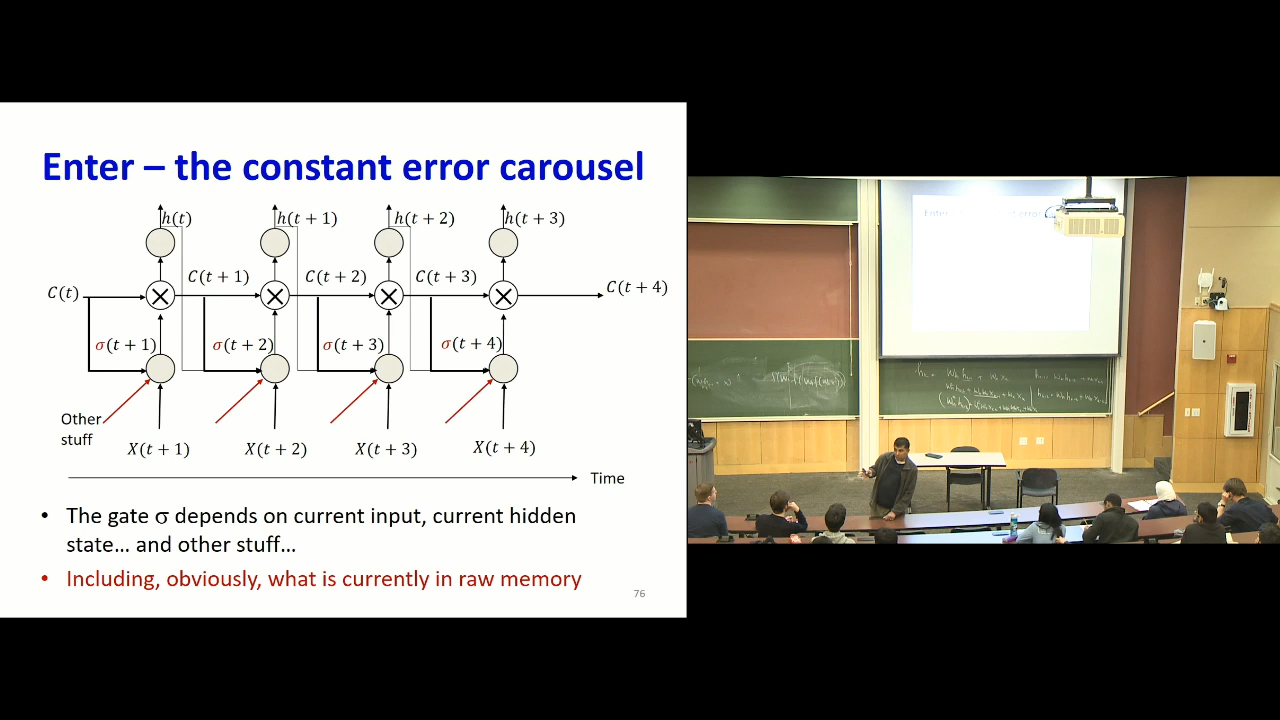 Enter – the constant error carousel
h(t) h(t + 1) h(t + 2) h(t + 3)
C(t) C(t + 1) C(t + 2) C(t + 3) C(t + 4)
σ(t + 1) σ(t + 2) σ(t + 3) σ(t + 4)
Other
stuff
X(t + 1) X(t + 2) X(t + 3) X(t + 4)
Time
• The gate σ depends on current input, current hidden
state... and other stuff...
• Including, obviously, what is currently in raw memory
76